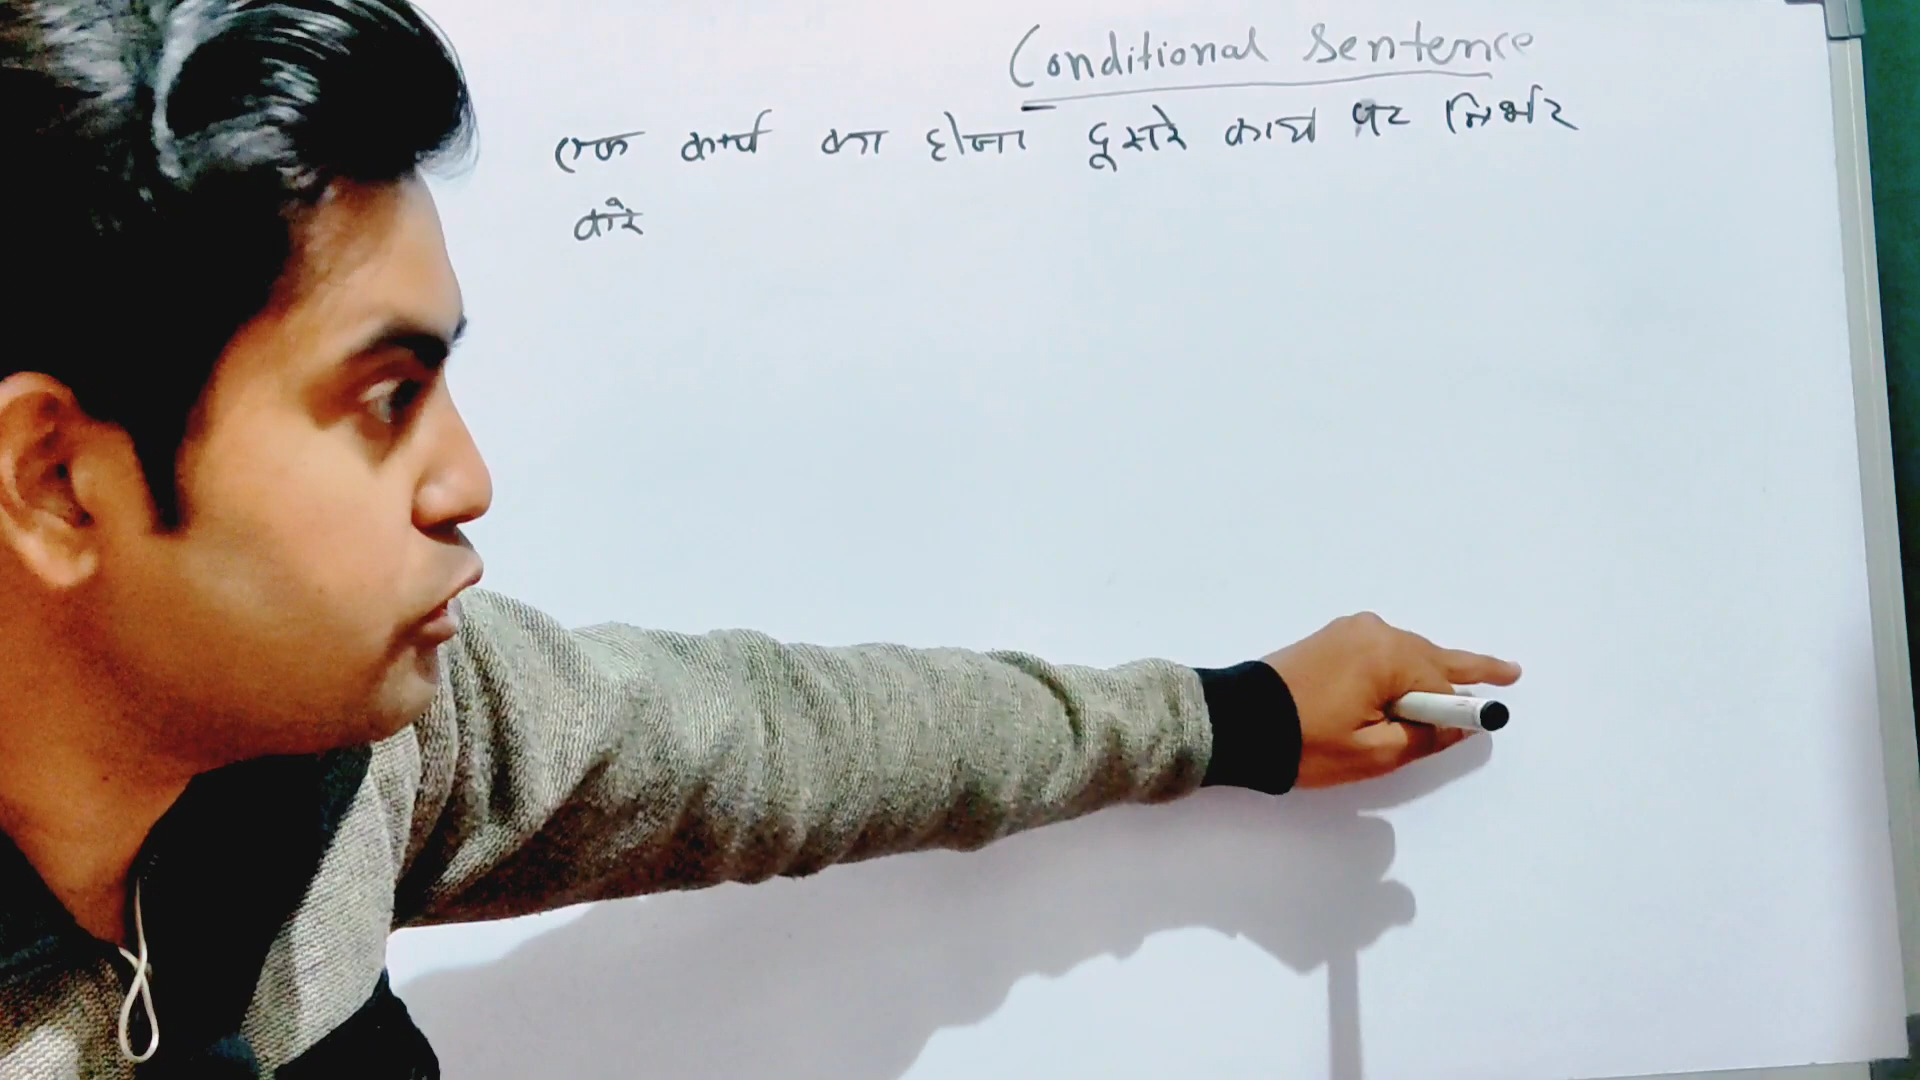 Conditional Sentence
एक कार्य का होना दूसरे कार्य पर निर्भर
करे